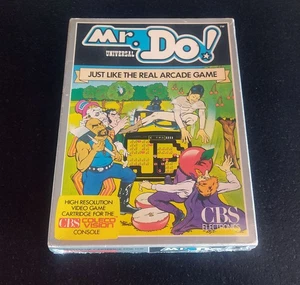 Mr. Do!
UNIVERSAL
JUST LIKE THE REAL ARCADE GAME
HIGH RESOLUTION
VIDEO GAME
CARTRIDGE FOR THE
CBS COLECO
VISION
CONSOLE
CBS
ELECTRONICS